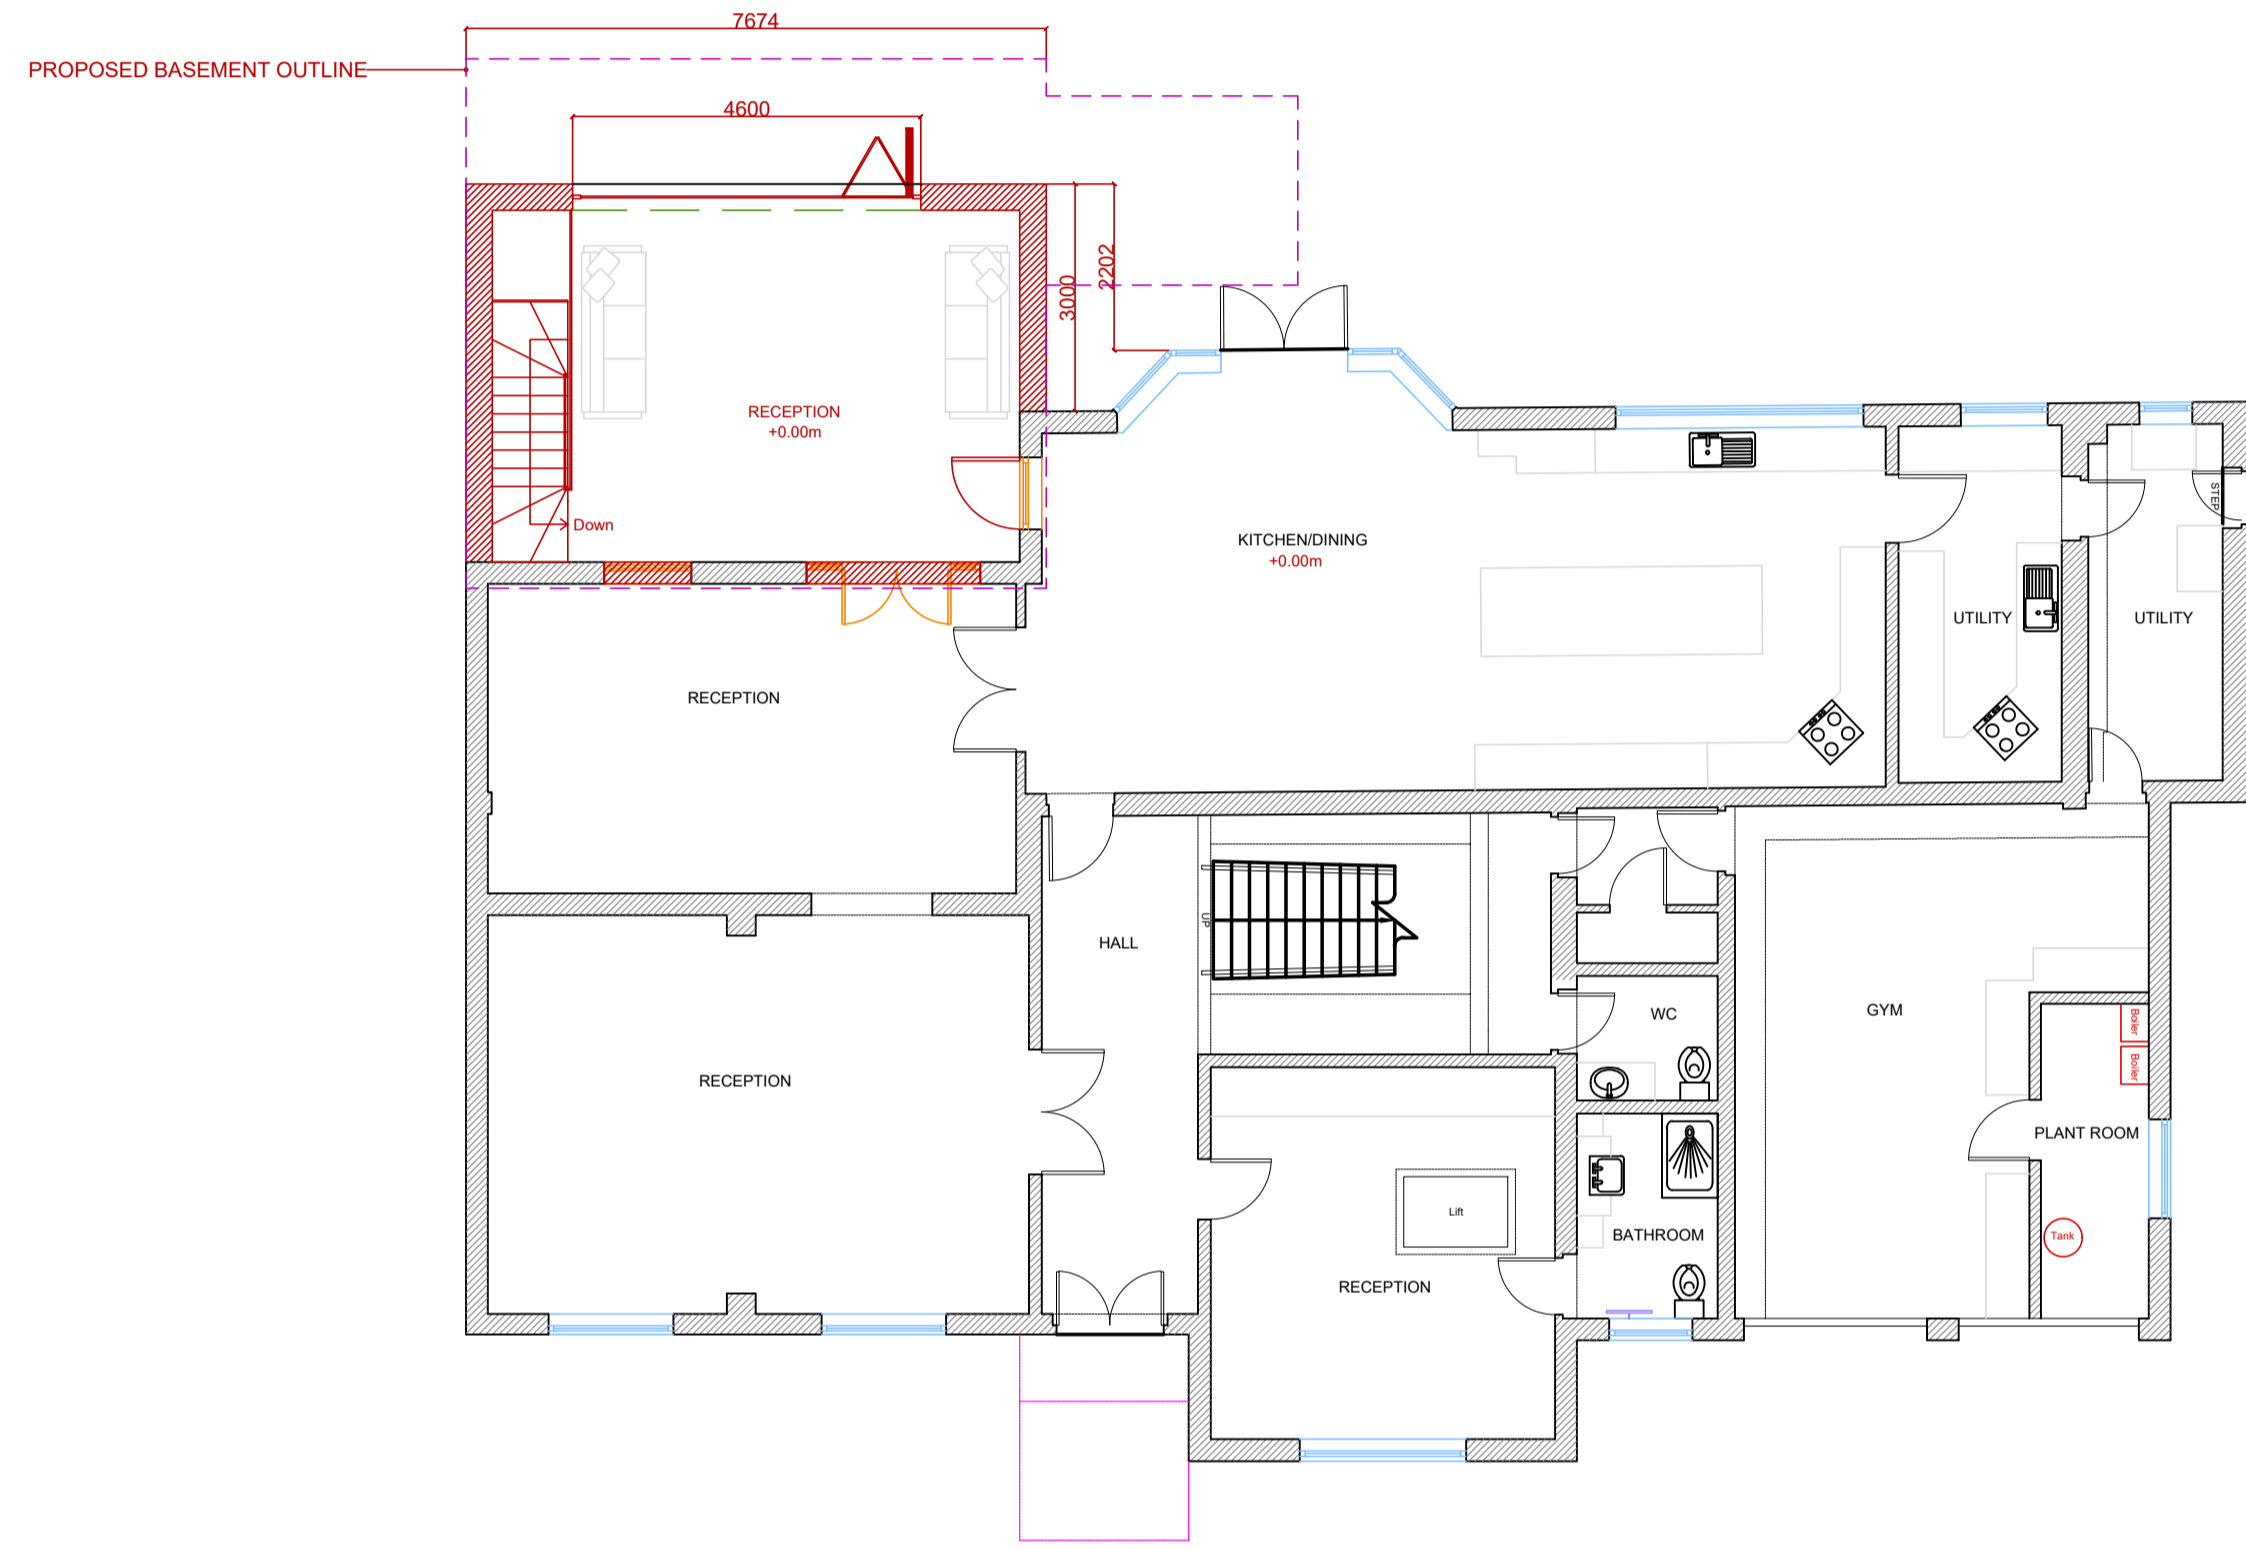 7674
PROPOSED BASEMENT OUTLINE
4600
2202
3000
RECEPTION
+0.00m
STEP
Down
KITCHEN/DINING
+0.00m
UTILITY
UTILITY
RECEPTION
UP
HALL
WC
GYM
Boiler
Boiler
RECEPTION
PLANT ROOM
Lift
BATHROOM
Tank
RECEPTION